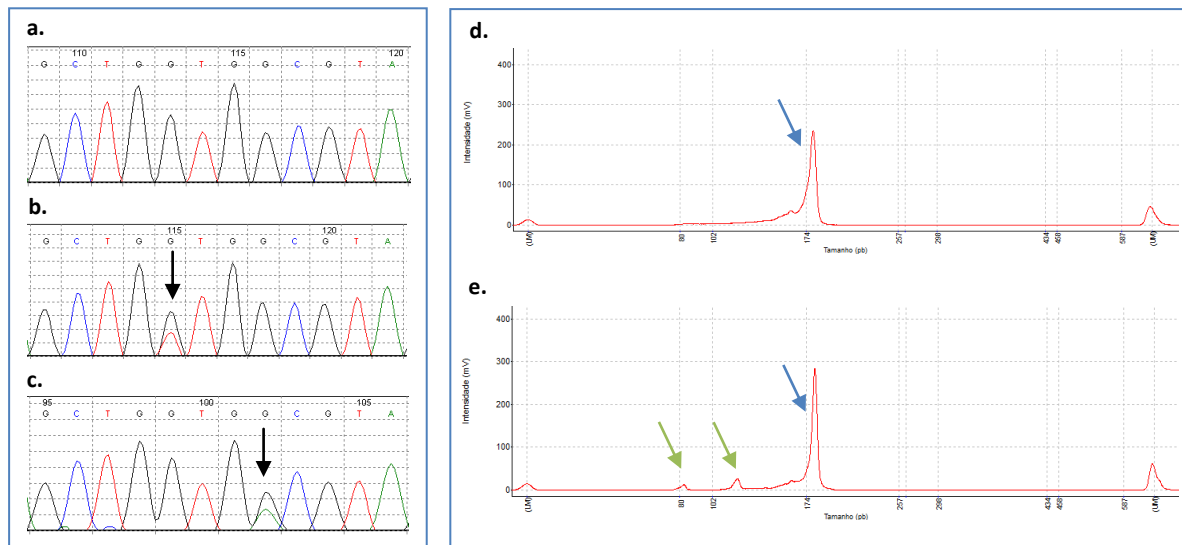 a.
110 115 120
G C T G G T G G C G T A
b.
115 120
G C T G G T G G C G T A
c.
95 100 105
G C T G G T G G C G T A
d.
Intensidade (mV)
400
300
200
100
0
(LM) 80 102 174 257 298 434 458 587 (UM)
Tamanho (pb)
e.
Intensidade (mV)
400
300
200
100
0
(LM) 80 102 174 257 298 434 458 587 (UM)
Tamanho (pb)